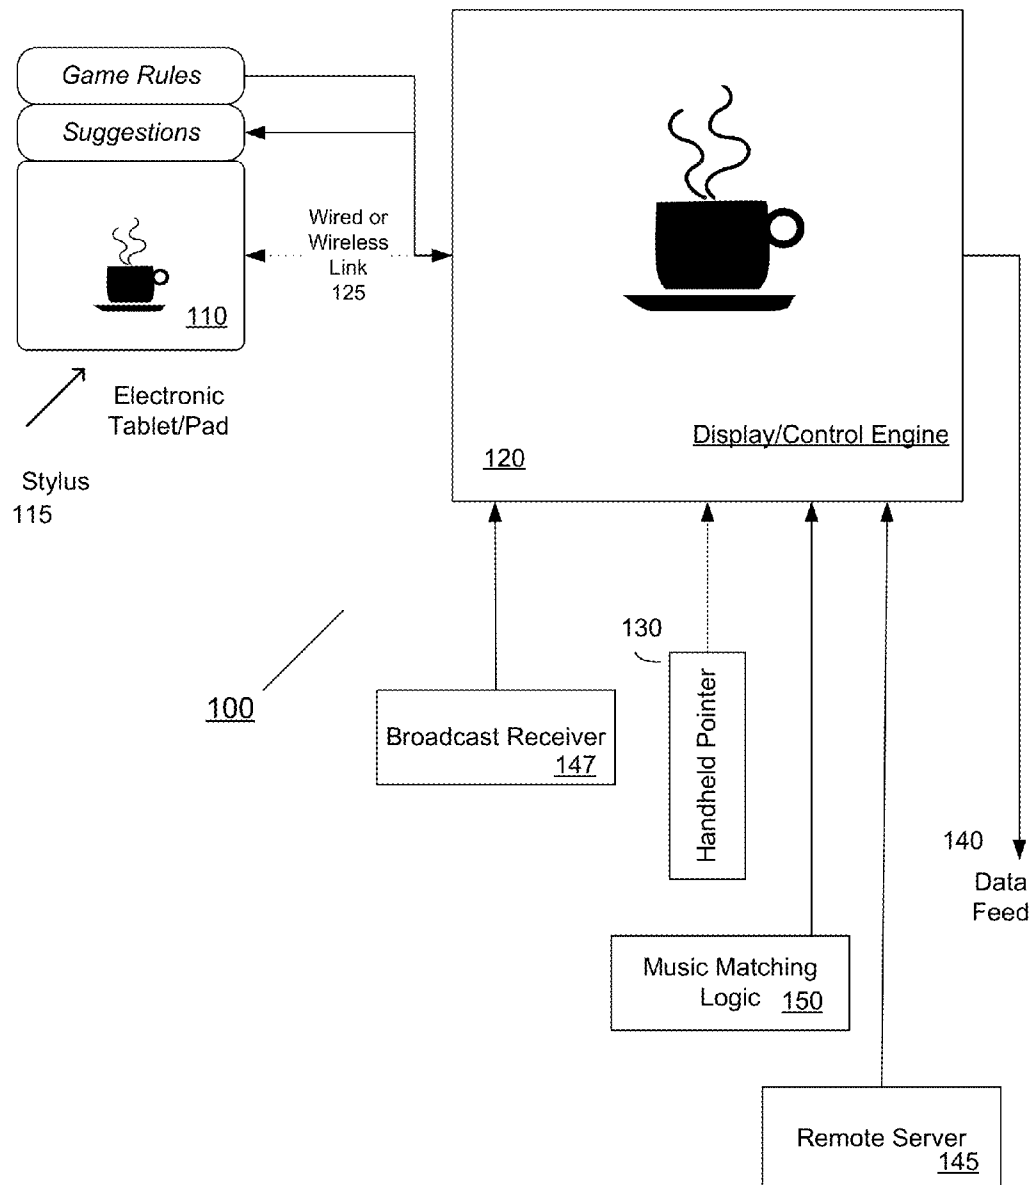 Game Rules
Suggestions
110
Wired or
Wireless
Link
125
Electronic
Tablet/Pad
Stylus
115
120
Display/Control Engine
100
Broadcast Receiver
147
130
Handheld Pointer
140
Data
Feed
Music Matching
Logic 150
Remote Server
145